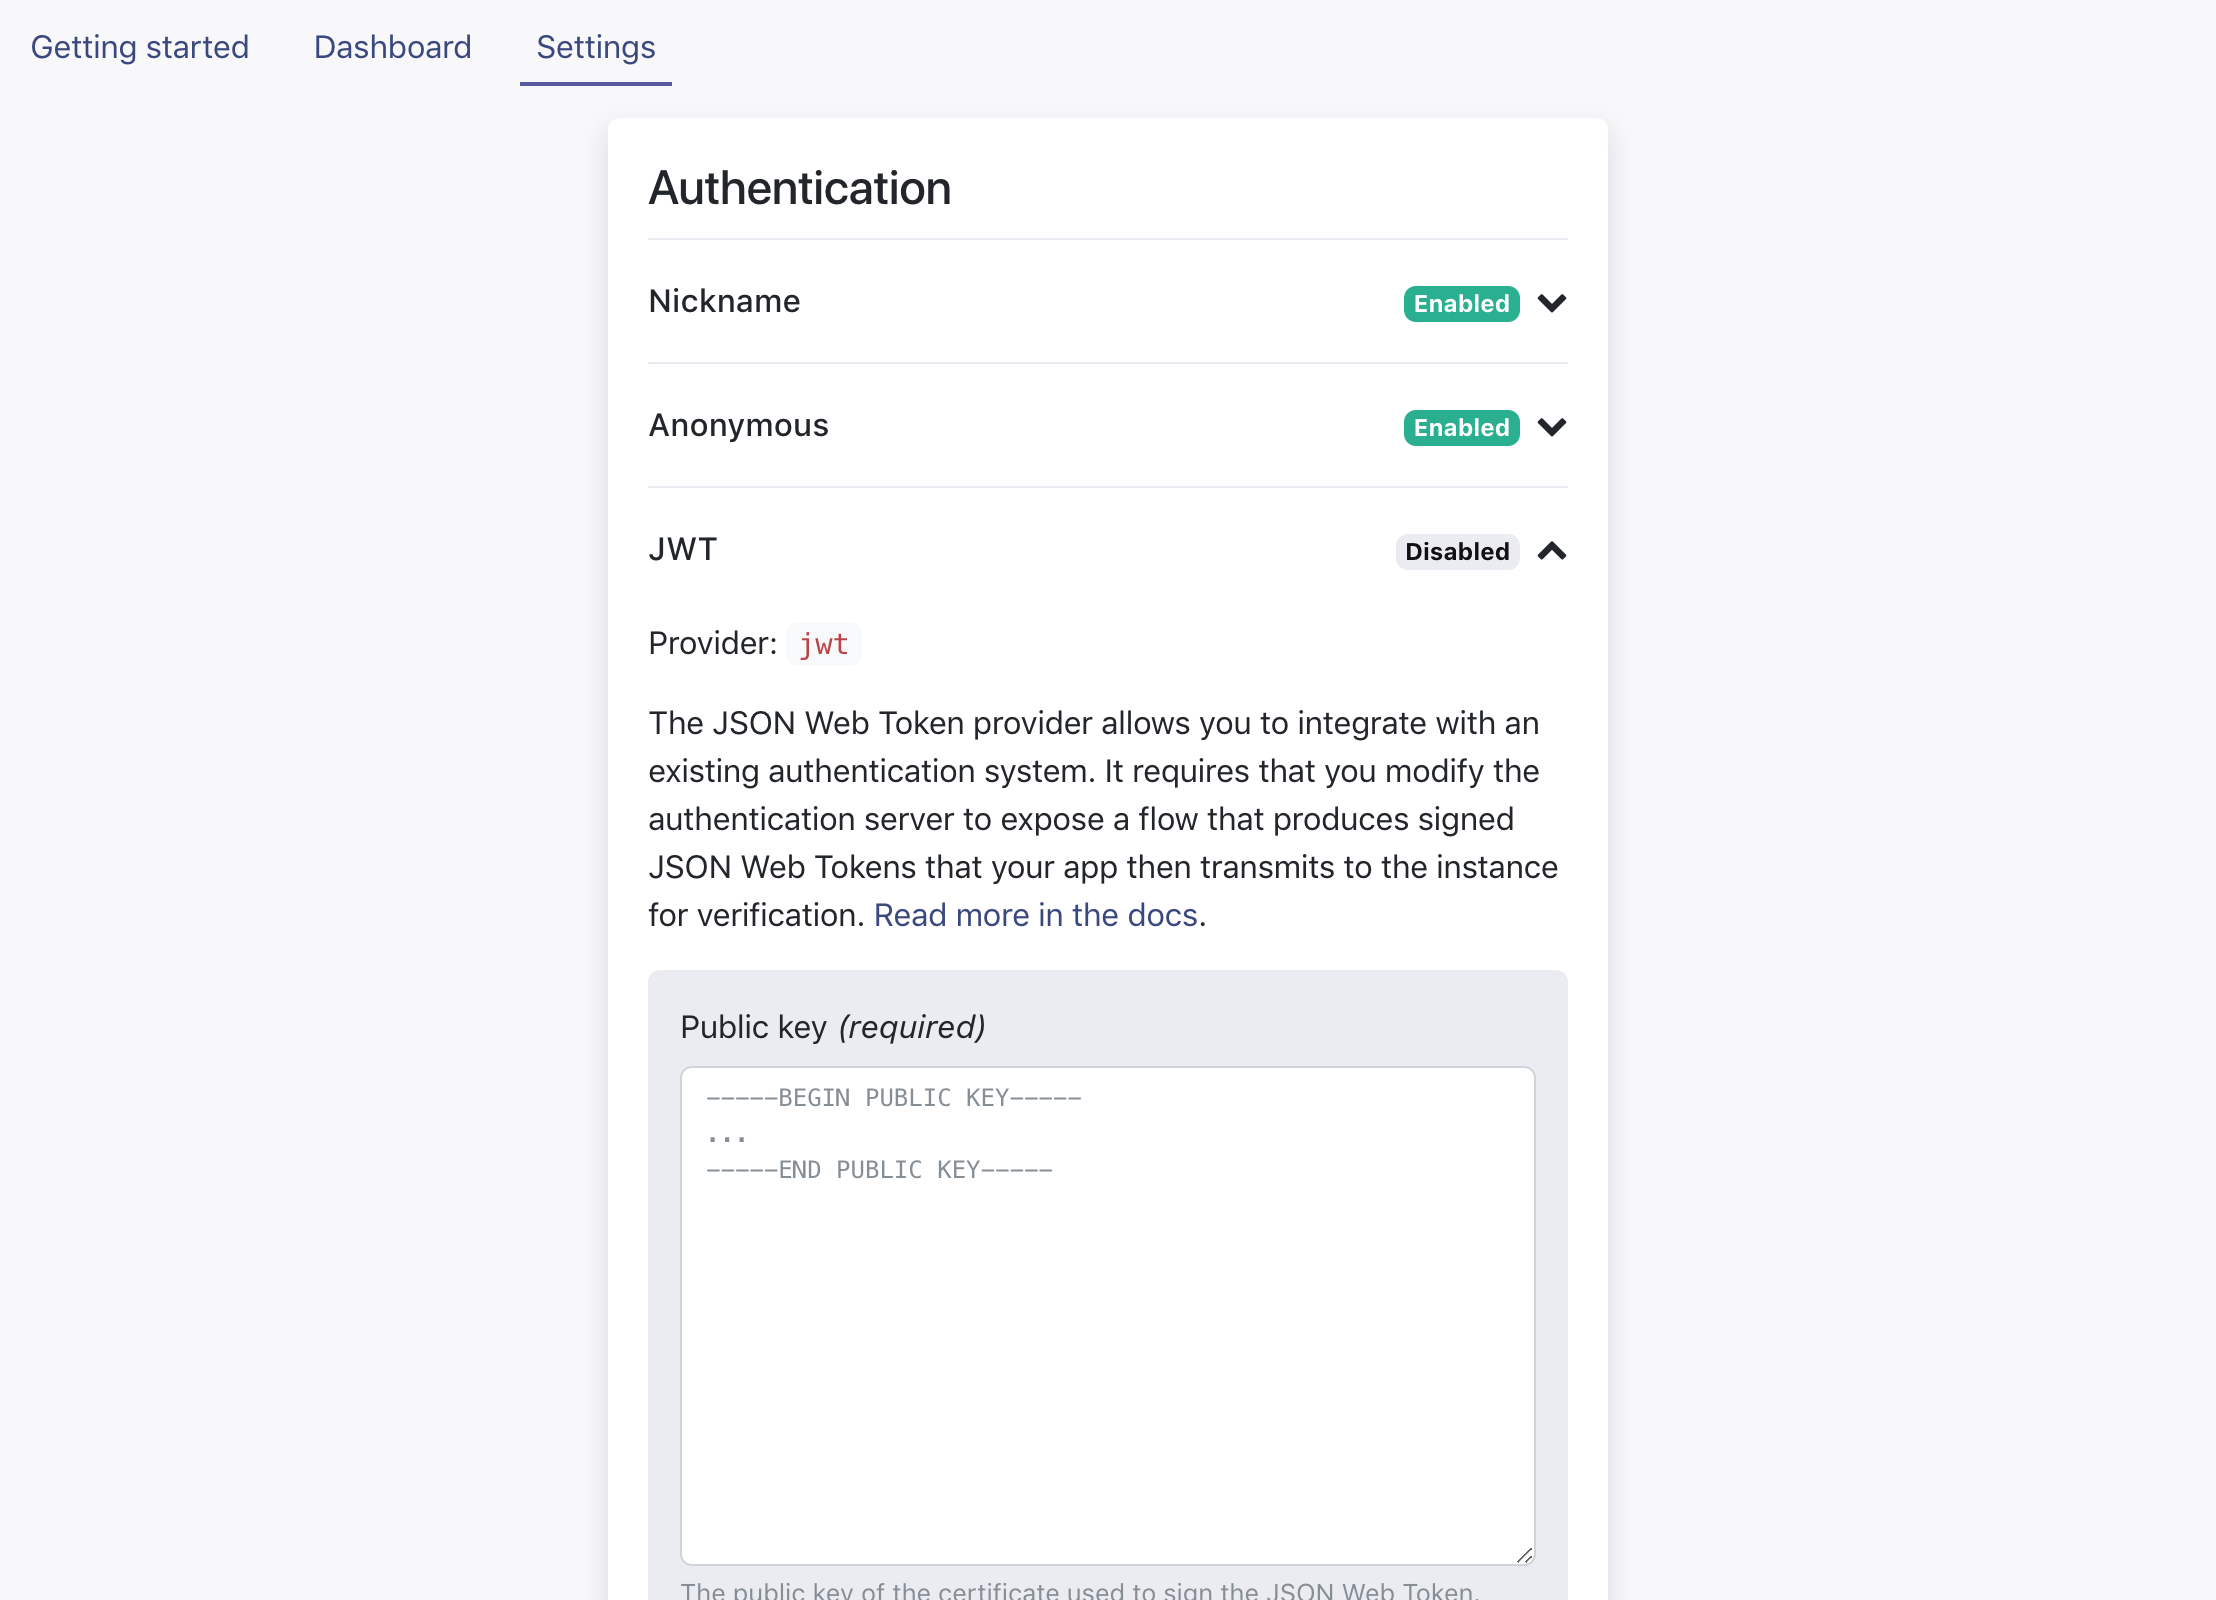 Getting started Dashboard Settings
Authentication
Nickname Enabled
Anonymous Enabled
JWT Disabled
Provider: jwt
The JSON Web Token provider allows you to integrate with an
existing authentication system. It requires that you modify the
authentication server to expose a flow that produces signed
JSON Web Tokens that your app then transmits to the instance
for verification. Read more in the docs.
Public key (required)
-----BEGIN PUBLIC KEY-----
...
-----END PUBLIC KEY-----
The public key of the certificate used to sign the JSON Web Token.